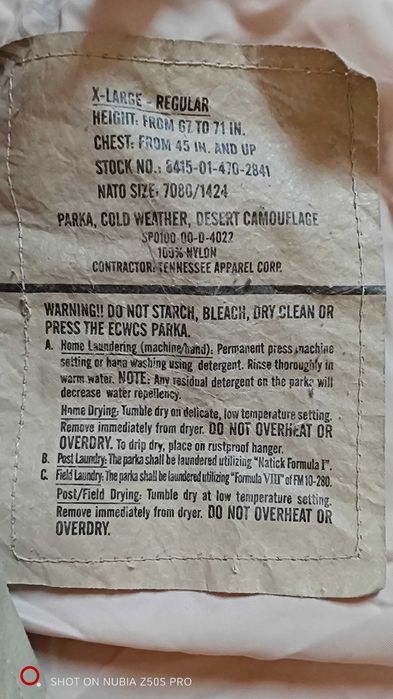 X-LARGE - REGULAR
HEIGHT: FROM 67 TO 71 IN.
CHEST: FROM 45 IN. AND UP
STOCK NO.: 8415-01-470-2841
NATO SIZE: 7080/1424
PARKA, COLD WEATHER, DESERT CAMOUFLAGE
SPO100-00-D-4022
100% NYLON
CONTRACTOR: TENNESSEE APPAREL CORP.
WARNING!! DO NOT STARCH, BLEACH, DRY CLEAN OR
PRESS THE ECWCS PARKA.
A. Home Laundering (machine/hand): Permanent press machine
setting or hand washing using detergent. Rinse thoroughly in
warm water. NOTE: Any residual detergent on the parka will
decrease water repellency.
Home Drying: Tumble dry on delicate, low temperature setting.
Remove immediately from dryer. DO NOT OVERHEAT OR
OVERDRY. To drip dry, place on rustproof hanger.
B. Post Laundry: The parka shall be laundered utilizing "Natick Formula I".
C. Field Laundry: The parka shall be laundered utilizing "Formula VIII" of FM 10-280.
Post/Field Drying: Tumble dry at low temperature setting.
Remove immediately from dryer. DO NOT OVERHEAT OR
OVERDRY.
SHOT ON NUBIA Z50S PRO